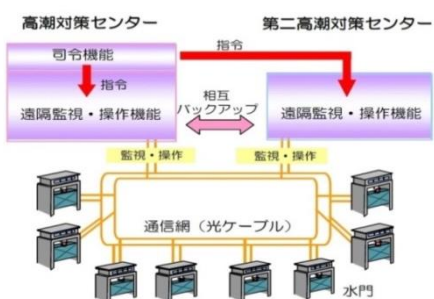 高潮対策センター
第二高潮対策センター
司令機能
指令
指令
遠隔監視・操作機能
相互
バックアップ
遠隔監視・操作機能
監視・操作
監視・操作
通信網（光ケーブル）
水門